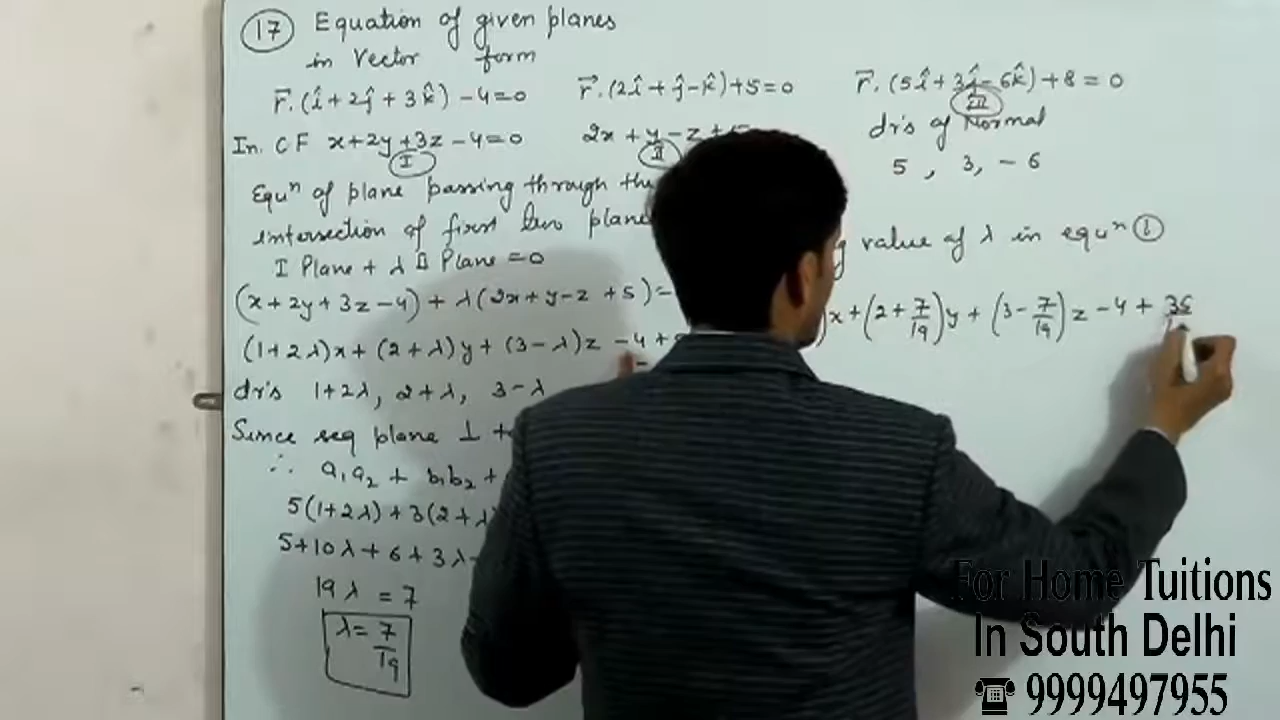 (17) Equation of given planes
in Vector form
r⃗.(î+2ĵ+3k̂)-4=0
r⃗.(2î+ĵ-k̂)+5=0
r⃗.(5î+3ĵ-6k̂)+8=0
III
In. CF x+2y+3z-4=0
I
2x+y-z+5
II
dr's of Normal
5, 3, -6
Equⁿ of plane passing through the
intersection of first two plane
I Plane + λ II Plane = 0
(x+2y+3z-4)+λ(2x+y-z+5)=
(1+2λ)x+(2+λ)y+(3-λ)z-4+
dr's 1+2λ, 2+λ, 3-λ
Since req plane ⊥
∴ a₁a₂ + b₁b₂ +
5(1+2λ)+3(2+λ
5+10λ+6+3λ-
19λ = 7
λ = 7/19
value of λ in equⁿ (1)
)x+(2+7/19)y+(3-7/19)z-4+35
For Home Tuitions
In South Delhi
☎ 9999497955